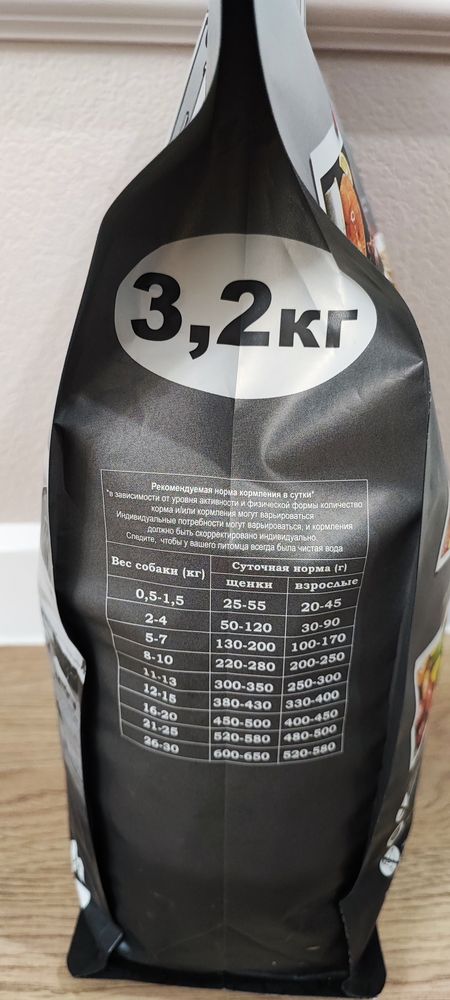 3,2кг
Рекомендуемая норма кормления в сутки"
"в зависимости от уровня активности и физической формы количество
корма и/или кормления могут варьироваться
Индивидуальные потребности могут варьироваться, и кормления
должно быть скорректировано индивидуально.
Следите, чтобы у вашего питомца всегда была чистая вода
Вес собаки (кг) Суточная норма (г)
щенки взрослые
0,5-1,5 25-55 20-45
2-4 50-120 30-90
5-7 130-200 100-170
8-10 220-280 200-250
11-13 300-350 250-300
12-15 380-430 330-400
16-20 450-500 400-450
21-25 520-580 480-500
26-30 600-650 520-580